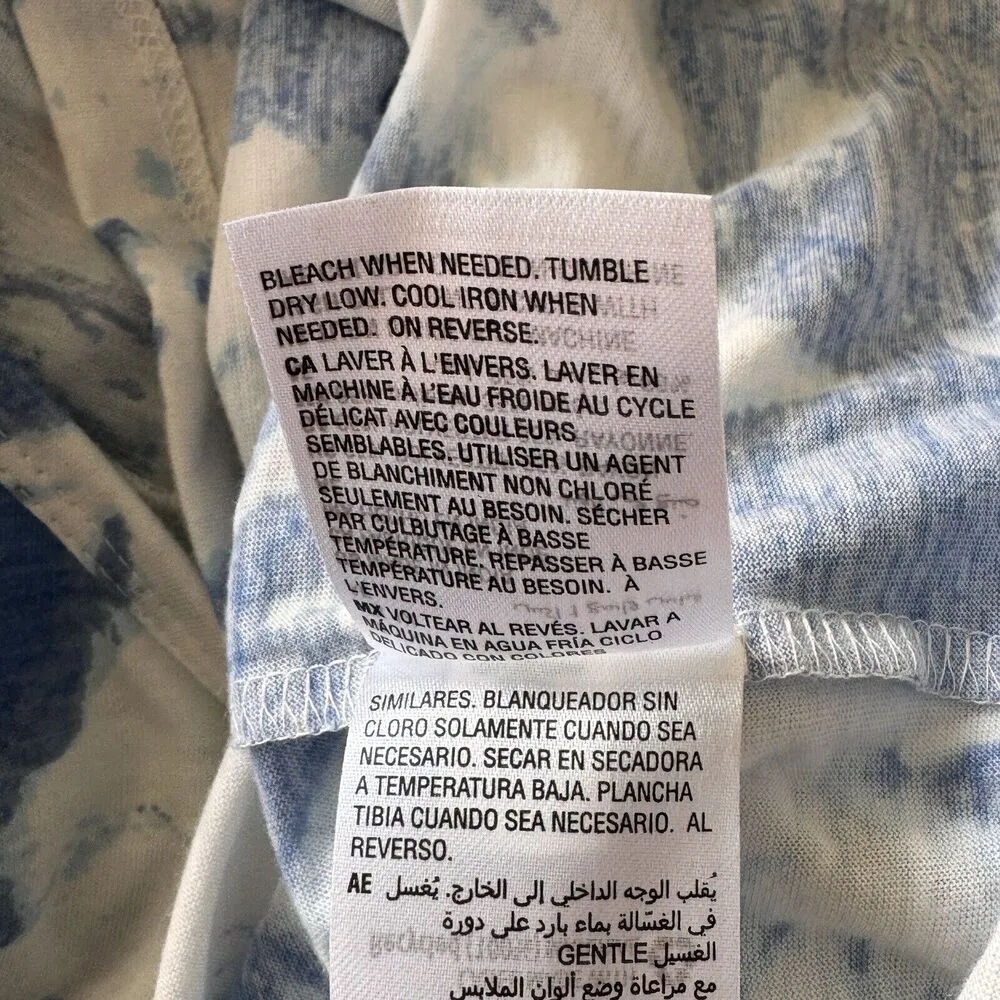 BLEACH WHEN NEEDED. TUMBLE
DRY LOW. COOL IRON WHEN
NEEDED. ON REVERSE.
CA LAVER À L'ENVERS. LAVER EN
MACHINE À L'EAU FROIDE AU CYCLE
DÉLICAT AVEC COULEURS
SEMBLABLES. UTILISER UN AGENT
DE BLANCHIMENT NON CHLORÉ
SEULEMENT AU BESOIN. SÉCHER
PAR CULBUTAGE À BASSE
TEMPÉRATURE. REPASSER À BASSE
TEMPÉRATURE AU BESOIN. À
L'ENVERS.
MX VOLTEAR AL REVÉS. LAVAR A
MÁQUINA EN AGUA FRÍA CICLO
DELICADO CON COLORES
SIMILARES. BLANQUEADOR SIN
CLORO SOLAMENTE CUANDO SEA
NECESARIO. SECAR EN SECADORA
A TEMPERATURA BAJA. PLANCHA
TIBIA CUANDO SEA NECESARIO. AL
REVERSO.
AE يُقلب الوجه الداخلي إلى الخارج. يُغسل
في الغسّالة بماء بارد على دورة
الغسيل GENTLE
مع مراعاة وضع ألوان الملابس